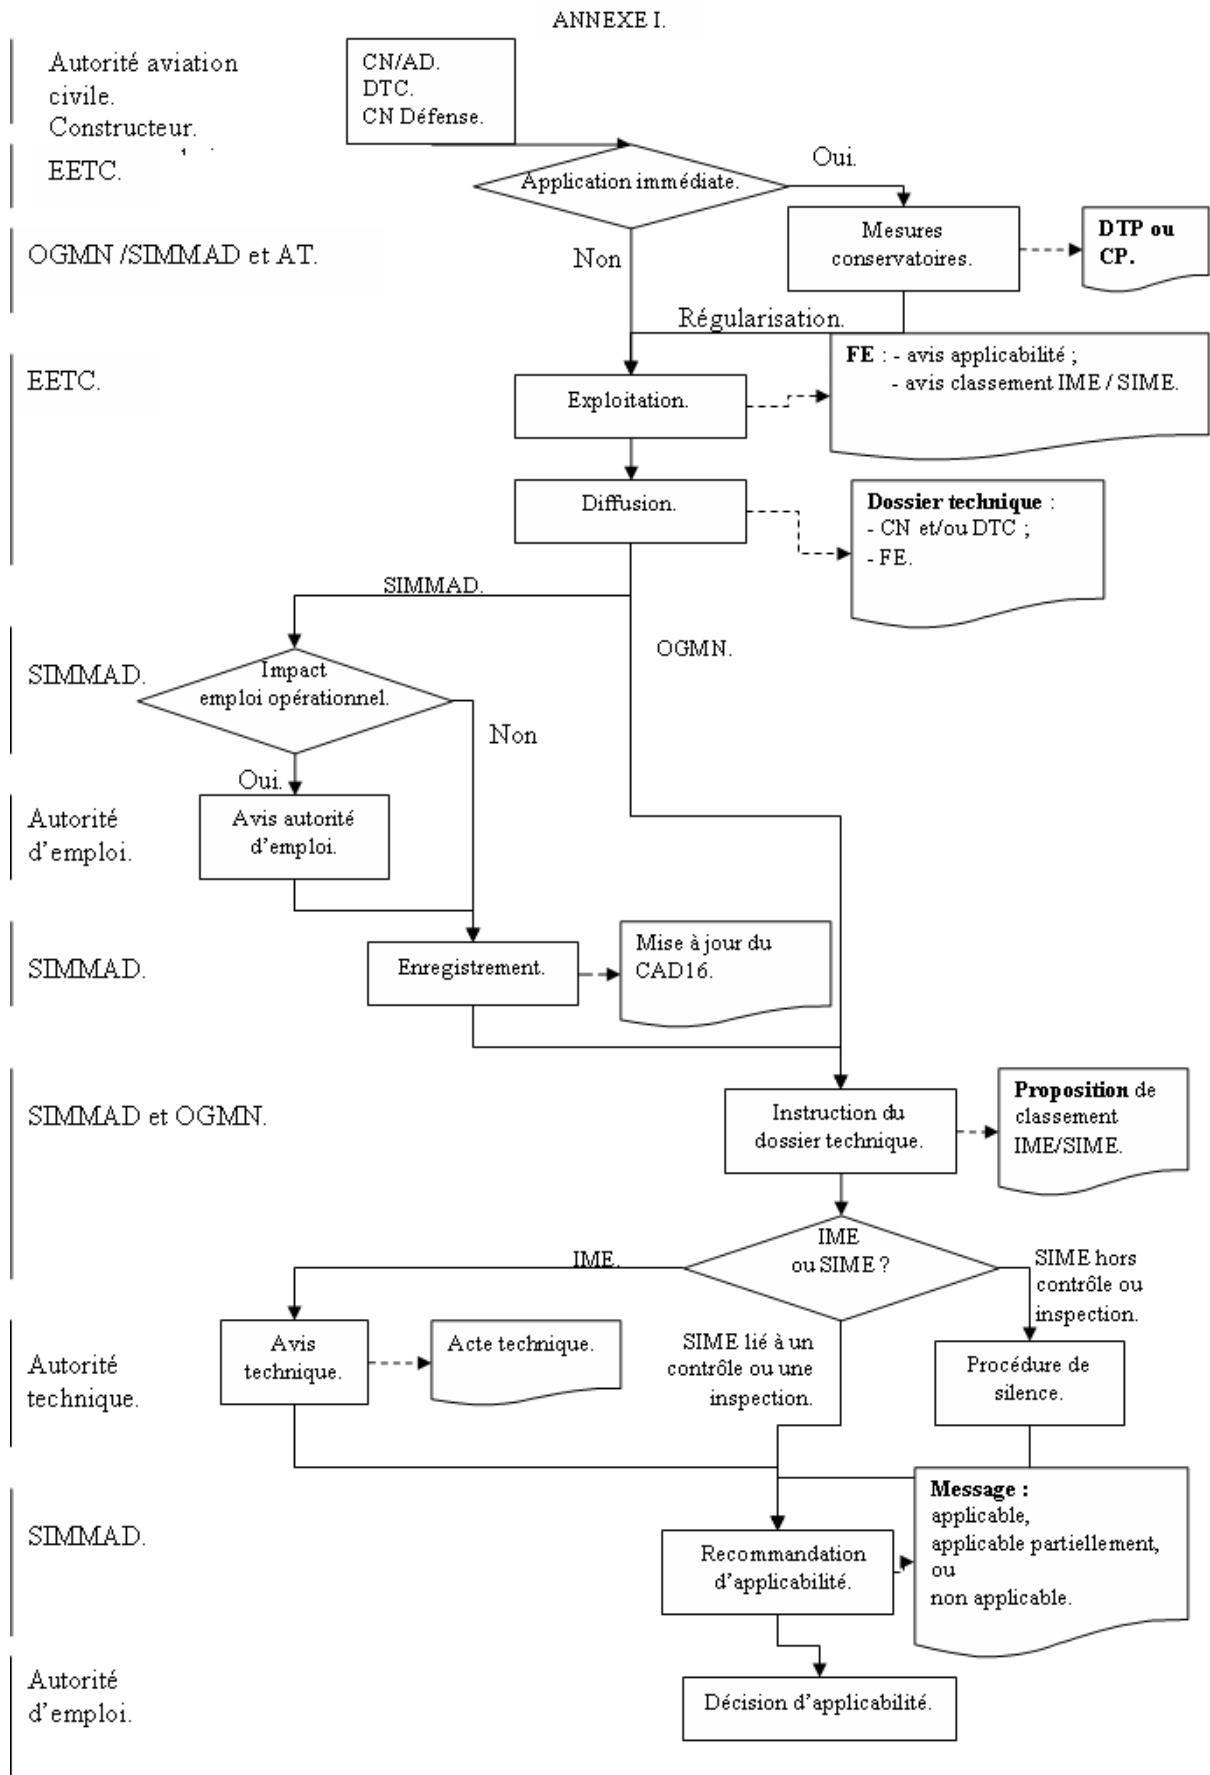 ANNEXE I.
Autorité aviation
civile.
Constructeur.
CN/AD.
DTC.
CN Défense.
EETC.
Application immédiate.
Oui.
OGMN /SIMMAD et AT.
Non
Mesures
conservatoires.
DTP ou
CP.
Régularisation.
EETC.
Exploitation.
FE : - avis applicabilité ;
- avis classement IME / SIME.
Diffusion.
Dossier technique :
- CN et/ou DTC ;
- FE.
SIMMAD.
OGMN.
SIMMAD.
Impact
emploi opérationnel.
Non
Oui.
Autorité
d'emploi.
Avis autorité
d'emploi.
SIMMAD.
Enregistrement.
Mise à jour du
CAD16.
SIMMAD et OGMN.
Instruction du
dossier technique.
Proposition de
classement
IME/SIME.
IME
ou SIME ?
IME.
SIME hors
contrôle ou
inspection.
Autorité
technique.
Avis
technique.
Acte technique.
SIME lié à un
contrôle ou une
inspection.
Procédure de
silence.
SIMMAD.
Recommandation
d'applicabilité.
Message :
applicable,
applicable partiellement,
ou
non applicable.
Autorité
d'emploi.
Décision d'applicabilité.